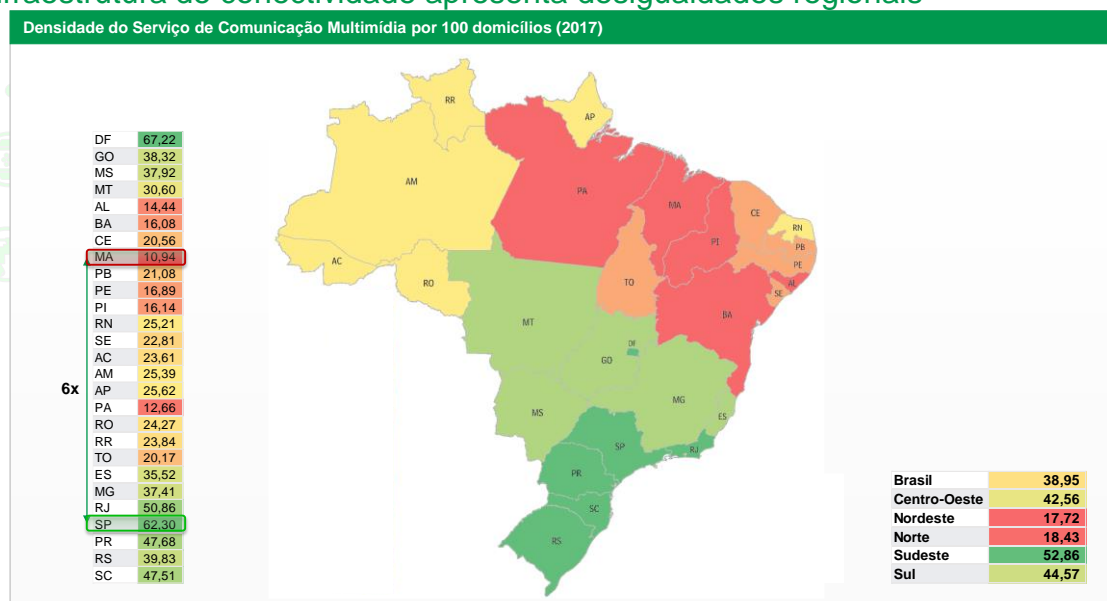 fraestrutura de conectividade apresenta desigualdades regionais
Densidade do Serviço de Comunicação Multimídia por 100 domicílios (2017)
DF 67,22
GO 38,32
MS 37,92
MT 30,60
AL 14,44
BA 16,08
CE 20,56
MA 10,94
PB 21,08
PE 16,89
PI 16,14
RN 25,21
SE 22,81
AC 23,61
AM 25,39
AP 25,62
PA 12,66
RO 24,27
RR 23,84
TO 20,17
ES 35,52
MG 37,41
RJ 50,86
SP 62,30
PR 47,68
RS 39,83
SC 47,51
6x
RR
AP
AM
PA
MA
CE
RN
PB
PI
PE
AC
AL
RO
TO
SE
BA
MT
DF
GO
MG
MS
ES
SP
RJ
PR
SC
RS
Brasil 38,95
Centro-Oeste 42,56
Nordeste 17,72
Norte 18,43
Sudeste 52,86
Sul 44,57